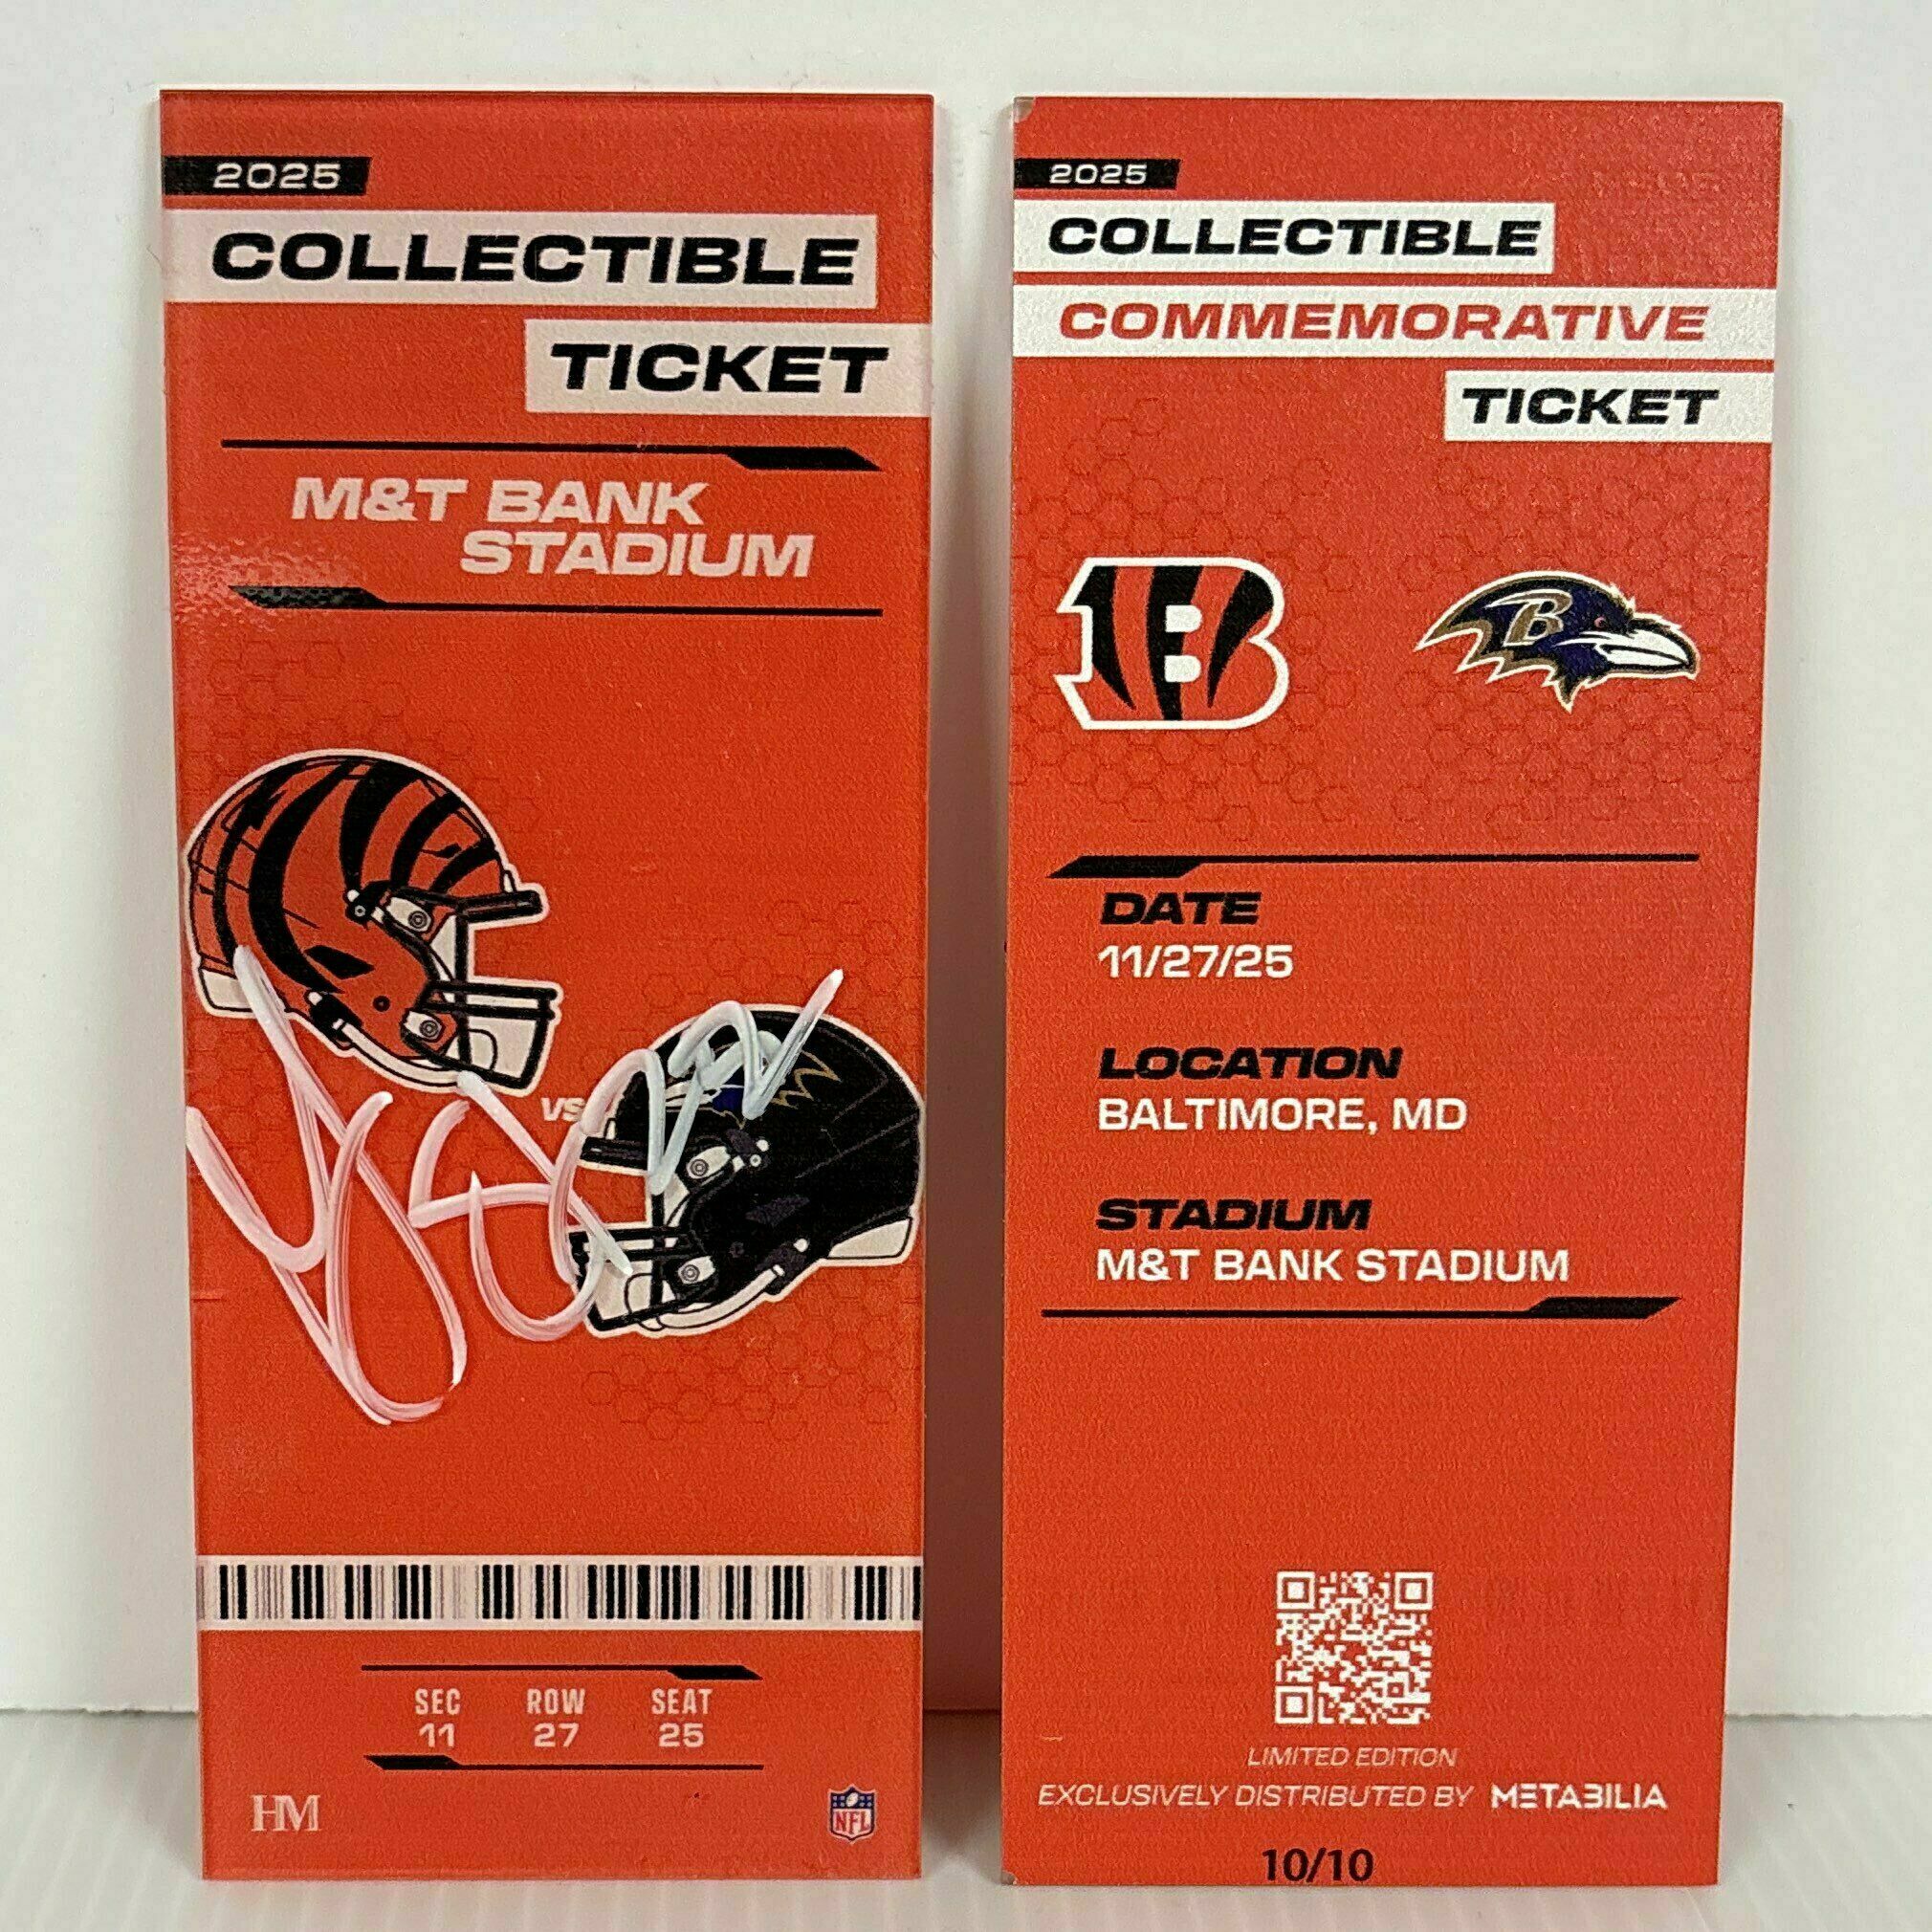 2025
COLLECTIBLE
TICKET
M&T BANK
STADIUM
VS
SEC ROW SEAT
11 27 25
HM
NFL
2025
COLLECTIBLE
COMMEMORATIVE
TICKET
B
B
DATE
11/27/25
LOCATION
BALTIMORE, MD
STADIUM
M&T BANK STADIUM
LIMITED EDITION
EXCLUSIVELY DISTRIBUTED BY METABILIA
10/10